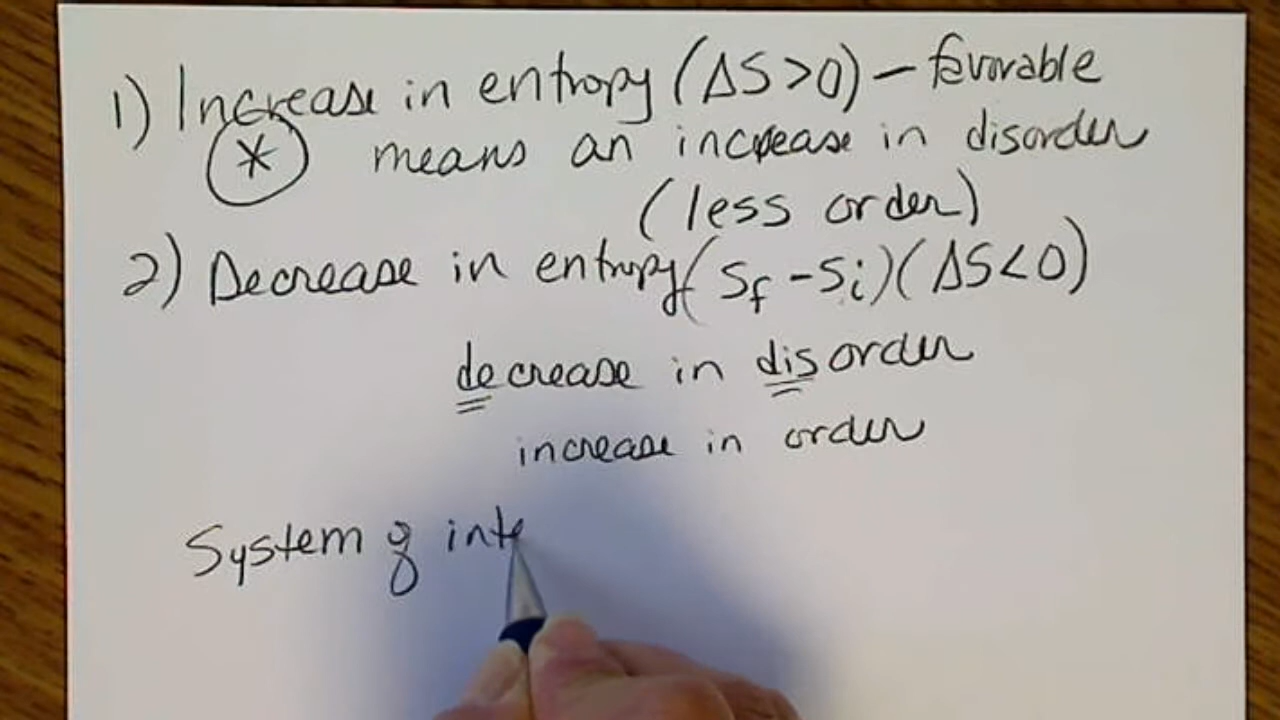 1) Increase in entropy (ΔS>0) – favorable
* means an increase in disorder
(less order)
2) Decrease in entropy (Sf - Si) (ΔS<0)
decrease in disorder
increase in order
System of inte